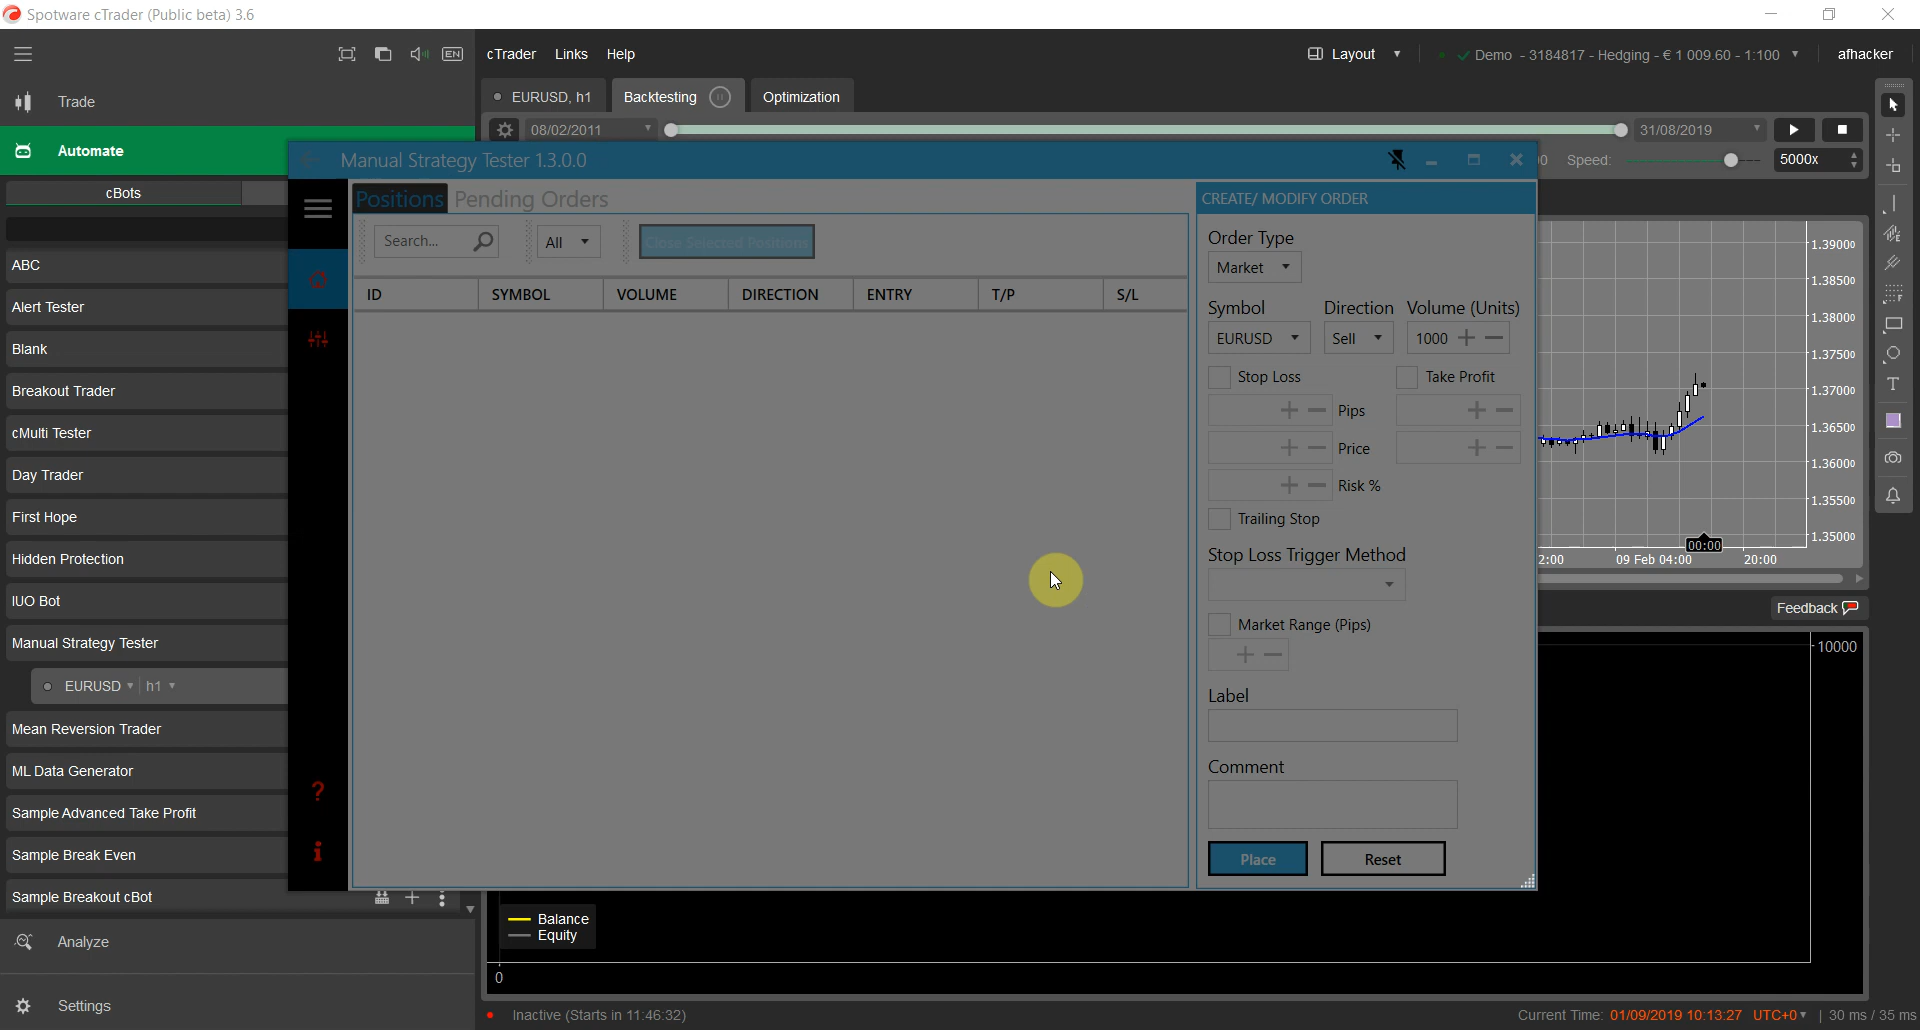 Spotware cTrader (Public beta) 3.6
EN
cTrader Links Help
Layout
Demo - 3184817 - Hedging - € 1 009.60 - 1:100
afhacker
Trade
EURUSD, h1
Backtesting
Optimization
08/02/2011
31/08/2019
Automate
Manual Strategy Tester 1.3.0.0
Speed:
5000x
cBots
Positions Pending Orders
CREATE/ MODIFY ORDER
Search...
All
Close Selected Positions
ID SYMBOL VOLUME DIRECTION ENTRY T/P S/L
ABC
Alert Tester
Blank
Breakout Trader
cMulti Tester
Day Trader
First Hope
Hidden Protection
IUO Bot
Manual Strategy Tester
EURUSD h1
Mean Reversion Trader
ML Data Generator
Sample Advanced Take Profit
Sample Break Even
Sample Breakout cBot
Analyze
Settings
Order Type
Market
Symbol Direction Volume (Units)
EURUSD Sell 1000
Stop Loss Take Profit
Pips
Price
Risk %
Trailing Stop
Stop Loss Trigger Method
Market Range (Pips)
Label
Comment
Place Reset
1.39000
1.38500
1.38000
1.37500
1.37000
1.36500
1.36000
1.35500
1.35000
00:00
2:00 09 Feb 04:00 20:00
T
Feedback
10000
Balance
Equity
0
Inactive (Starts in 11:46:32)
Current Time: 01/09/2019 10:13:27 UTC+0 | 30 ms / 35 ms